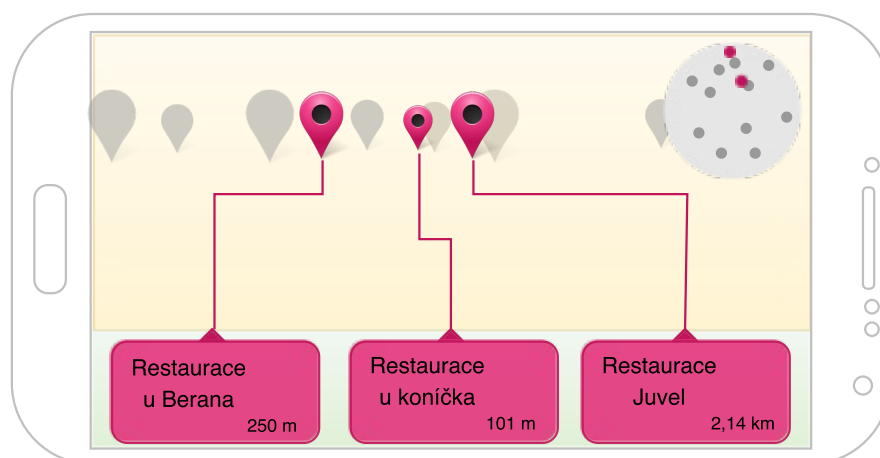 Restaurace
u Berana
250 m
Restaurace
u koníčka
101 m
Restaurace
Juvel
2,14 km